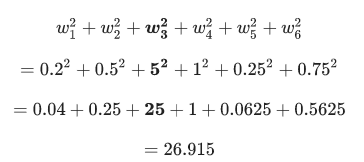 w₁² + w₂² + w₃² + w₄² + w₅² + w₆²
= 0.2² + 0.5² + 5² + 1² + 0.25² + 0.75²
= 0.04 + 0.25 + 25 + 1 + 0.0625 + 0.5625
= 26.915